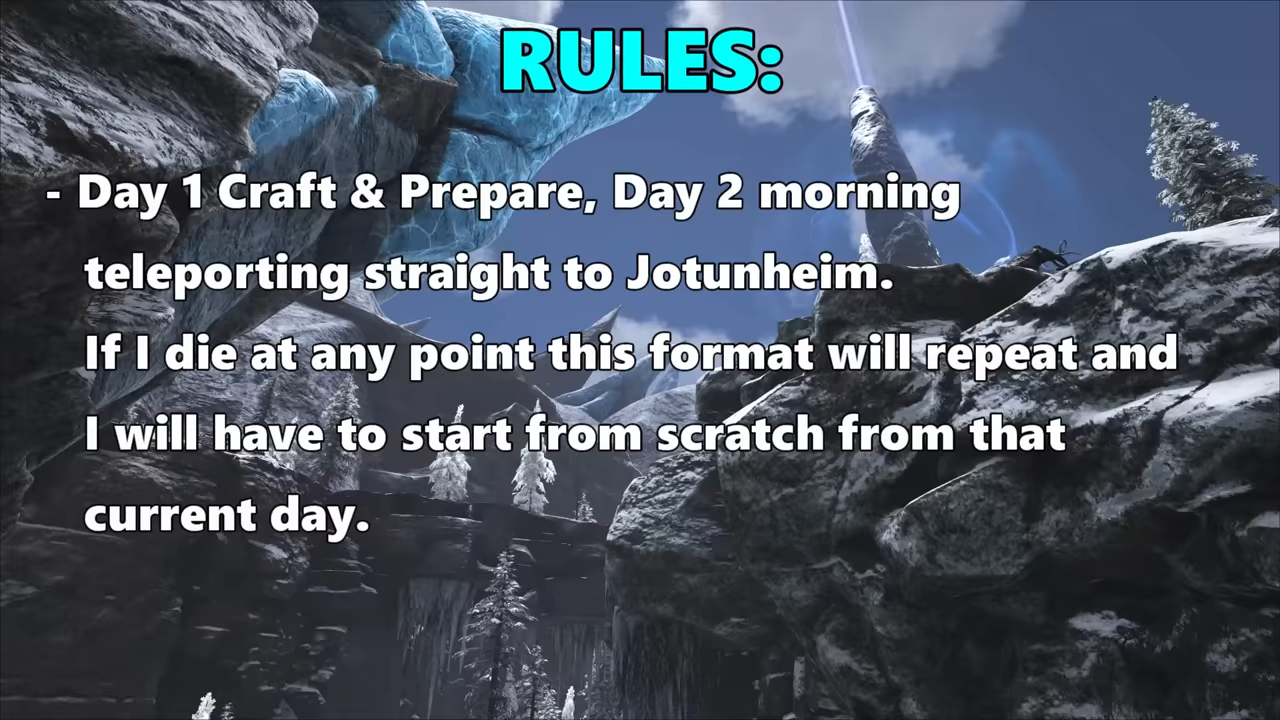 RULES:
- Day 1 Craft & Prepare, Day 2 morning
teleporting straight to Jotunheim.
If I die at any point this format will repeat and
I will have to start from scratch from that
current day.